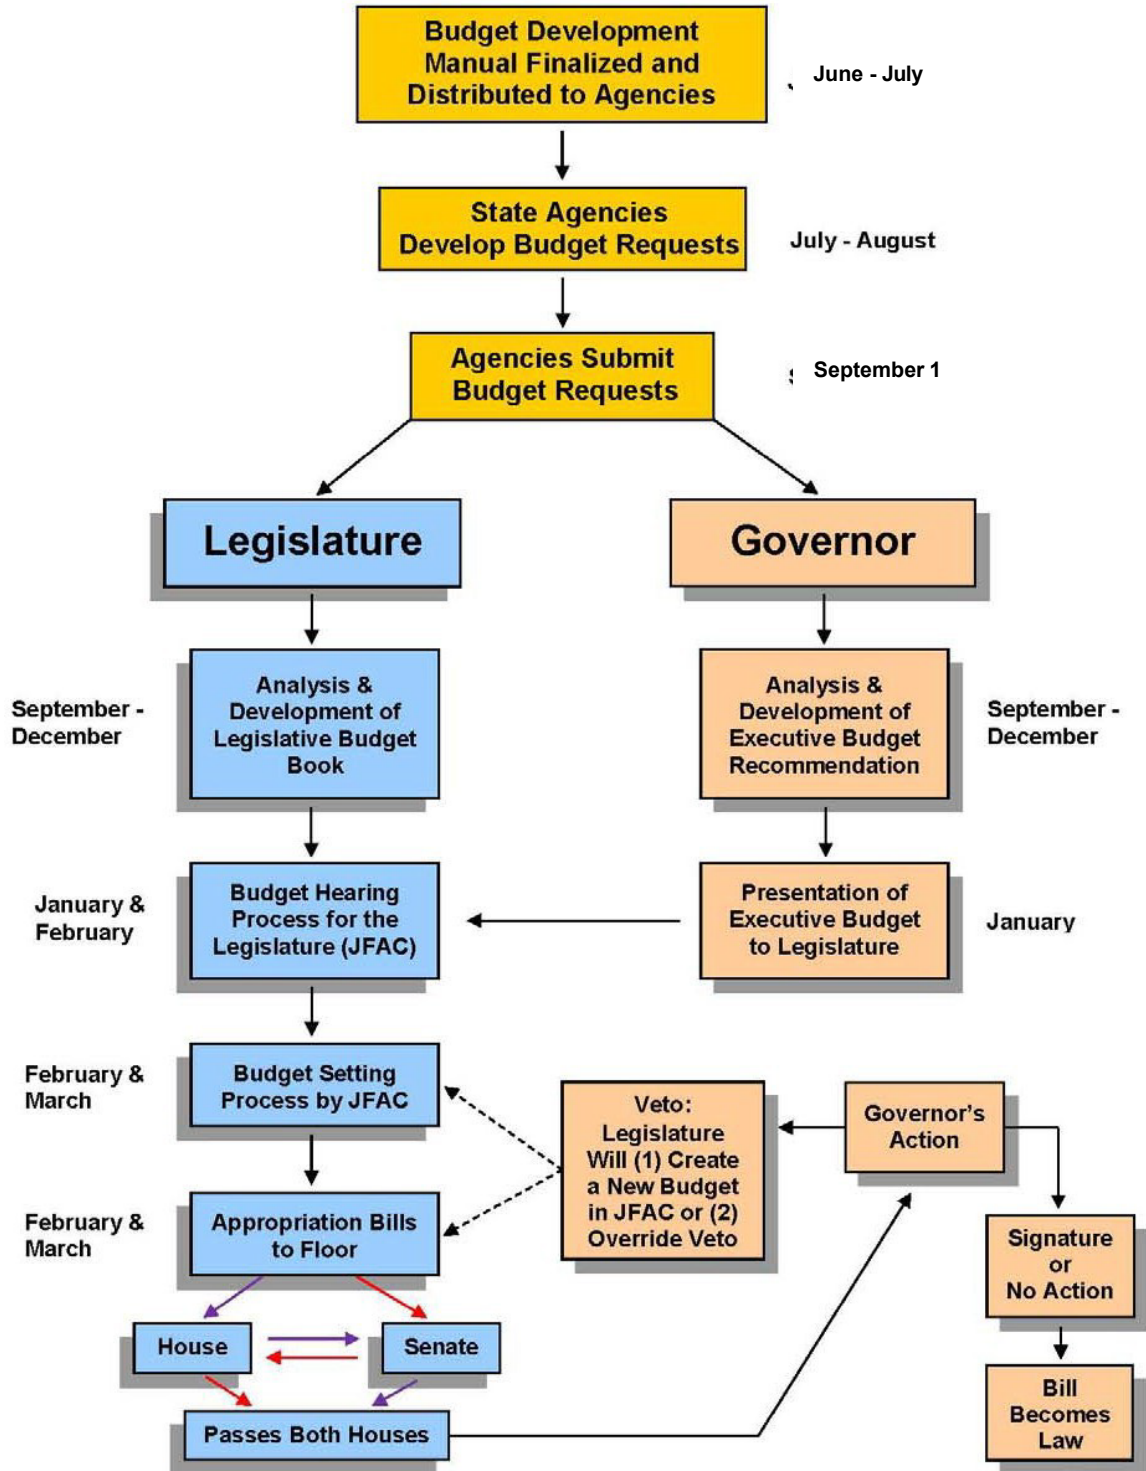 Budget Development
Manual Finalized and
Distributed to Agencies
June - July
State Agencies
Develop Budget Requests
July - August
Agencies Submit
Budget Requests
September 1
Legislature
Governor
September -
December
Analysis &
Development of
Legislative Budget
Book
Analysis &
Development of
Executive Budget
Recommendation
September -
December
January &
February
Budget Hearing
Process for the
Legislature (JFAC)
Presentation of
Executive Budget
to Legislature
January
February &
March
Budget Setting
Process by JFAC
Veto:
Legislature
Will (1) Create
a New Budget
in JFAC or (2)
Override Veto
Governor's
Action
February &
March
Appropriation Bills
to Floor
Signature
or
No Action
House
Senate
Passes Both Houses
Bill
Becomes
Law